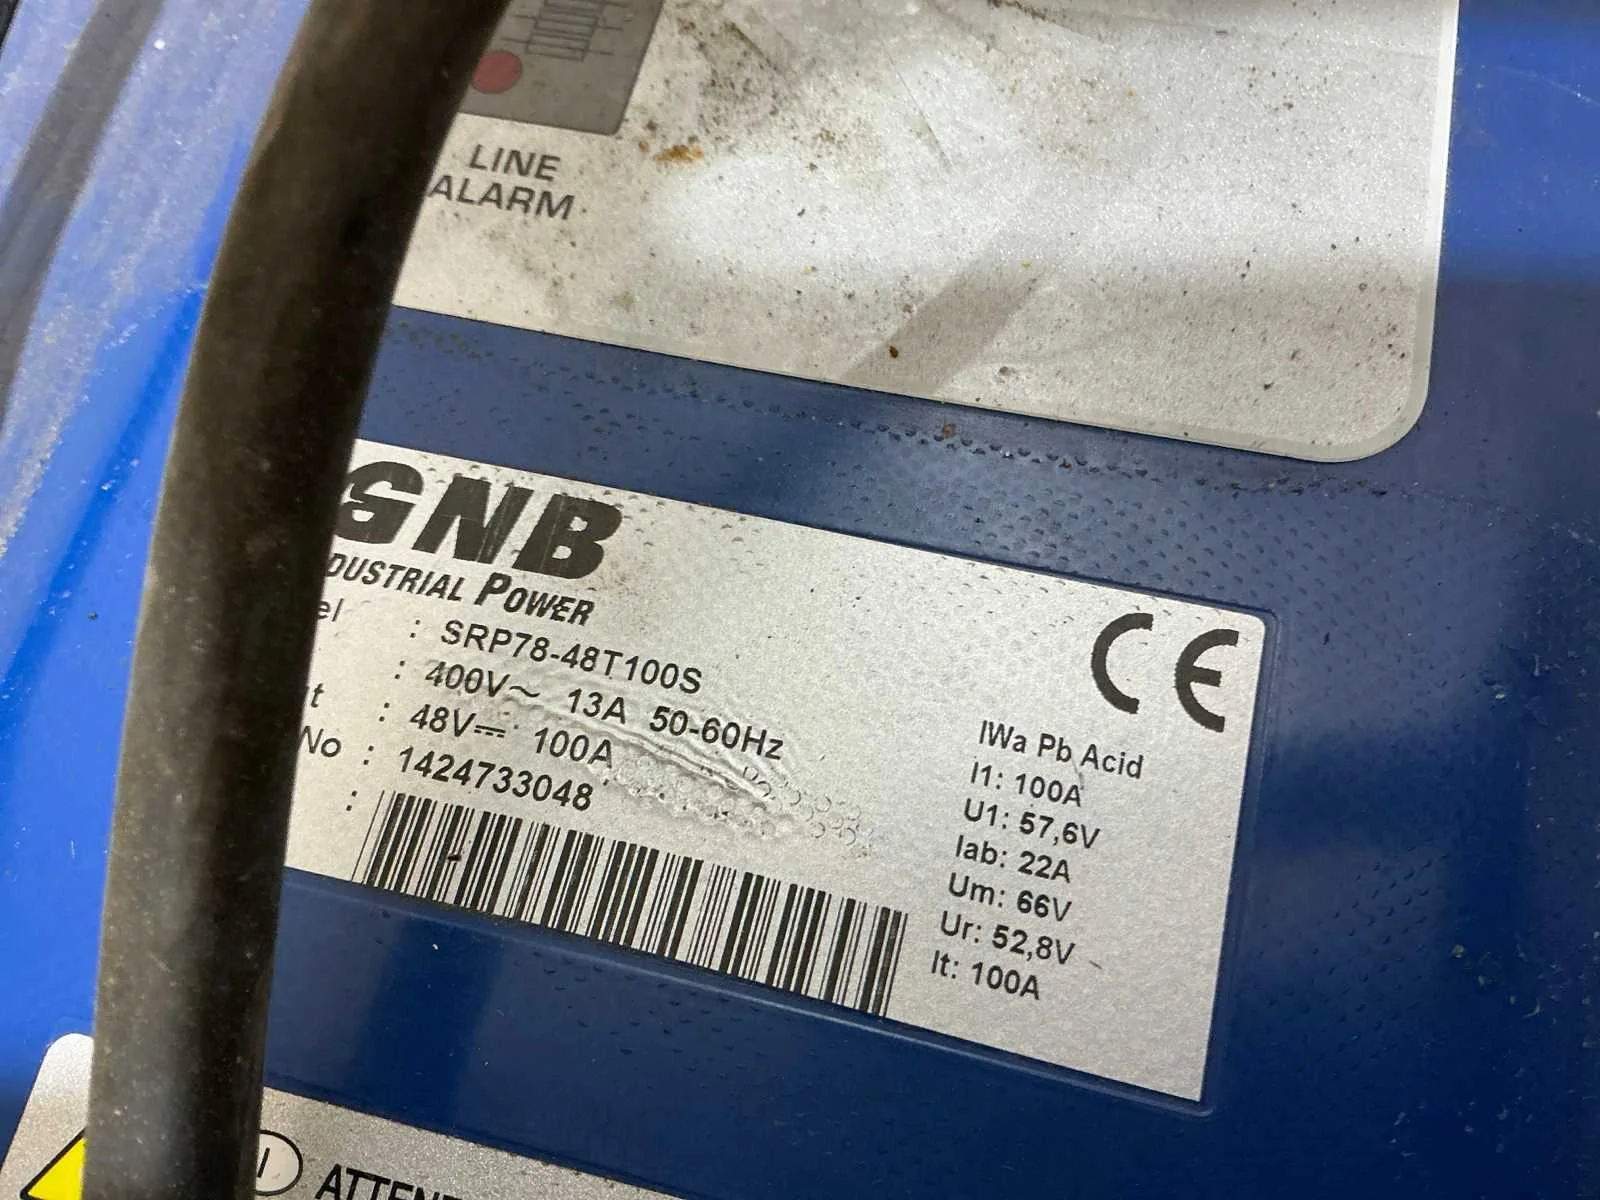 LINE
ALARM
GNB
DUSTRIAL POWER
el : SRP78-48T100S
: 400V~ 13A 50-60Hz
t : 48V⎓ 100A
No : 1424733048
:
CE
IWa Pb Acid
I1: 100A
U1: 57,6V
Iab: 22A
Um: 66V
Ur: 52,8V
It: 100A
ATTEN